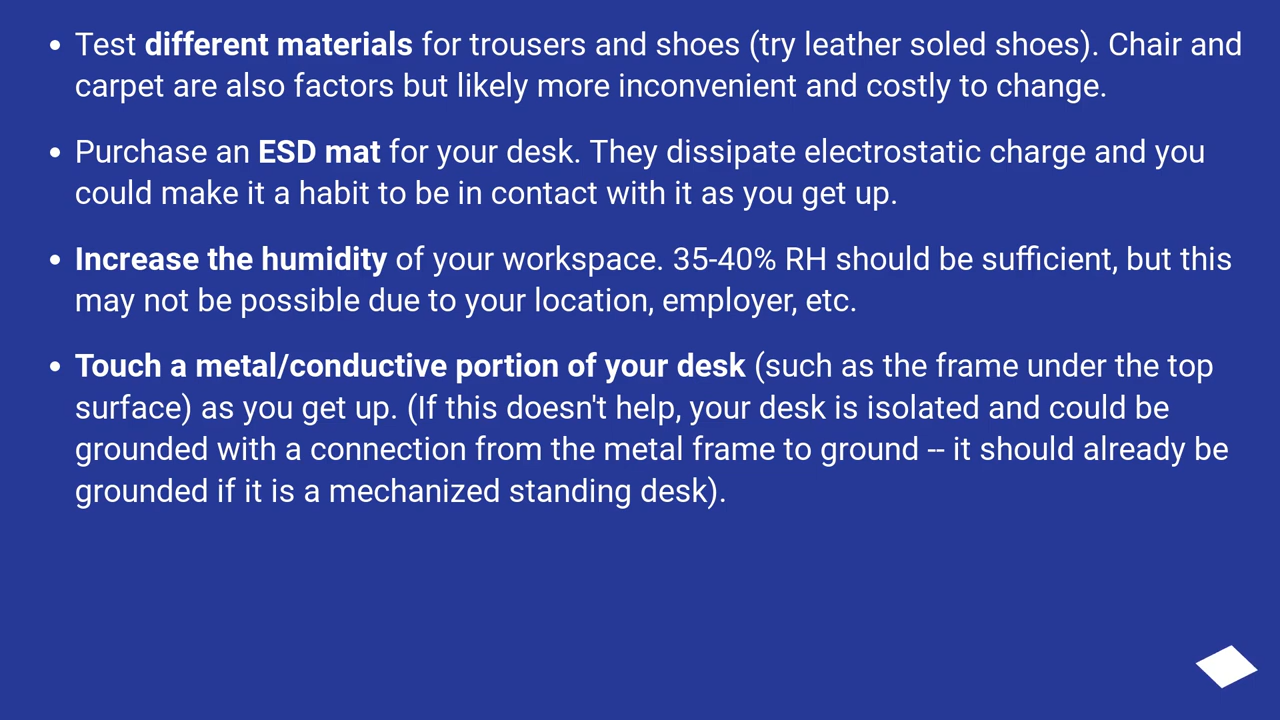 • Test different materials for trousers and shoes (try leather soled shoes). Chair and
carpet are also factors but likely more inconvenient and costly to change.
• Purchase an ESD mat for your desk. They dissipate electrostatic charge and you
could make it a habit to be in contact with it as you get up.
• Increase the humidity of your workspace. 35-40% RH should be sufficient, but this
may not be possible due to your location, employer, etc.
• Touch a metal/conductive portion of your desk (such as the frame under the top
surface) as you get up. (If this doesn't help, your desk is isolated and could be
grounded with a connection from the metal frame to ground -- it should already be
grounded if it is a mechanized standing desk).